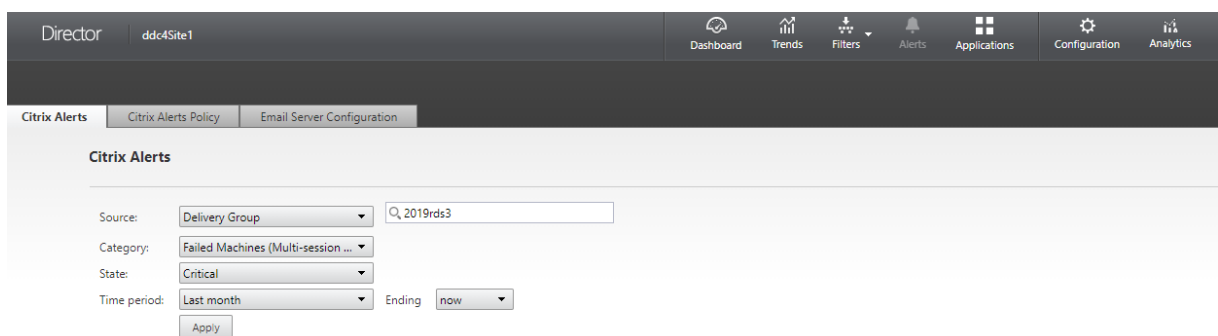 Director ddc4Site1 Dashboard Trends Filters Alerts Applications Configuration Analytics
Citrix Alerts Citrix Alerts Policy Email Server Configuration
Citrix Alerts
Source: Delivery Group 2019rds3
Category: Failed Machines (Multi-session ...
State: Critical
Time period: Last month Ending now
Apply